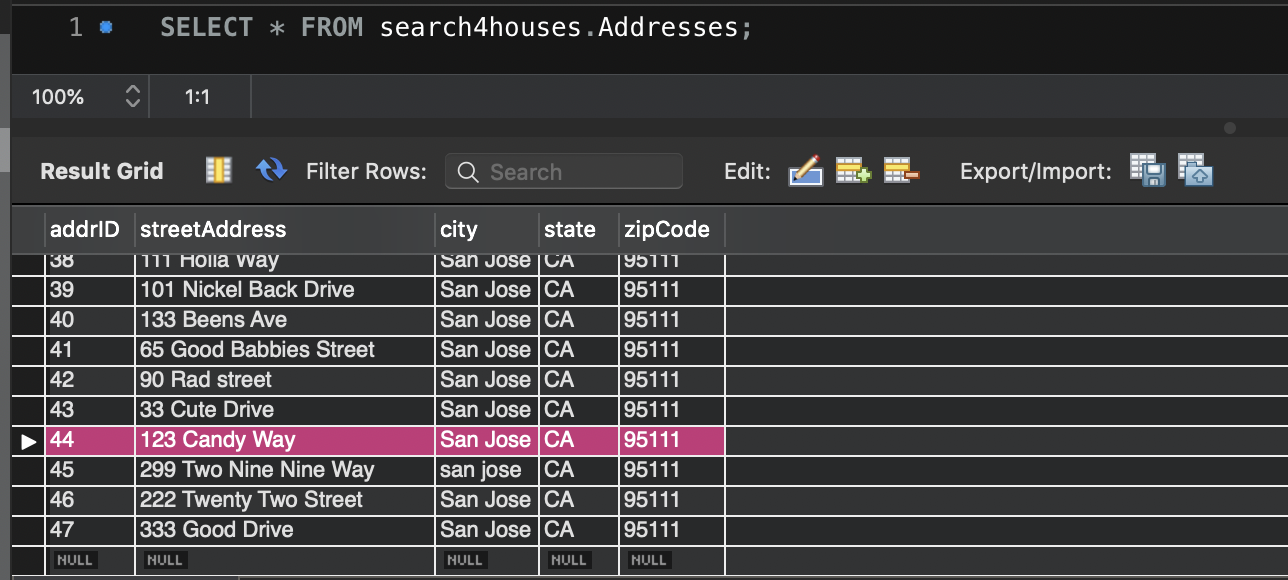 1 SELECT * FROM search4houses.Addresses;
100% 1:1
Result Grid Filter Rows: Search Edit: Export/Import:
addrID streetAddress city state zipCode
38 111 Holla Way San Jose CA 95111
39 101 Nickel Back Drive San Jose CA 95111
40 133 Beens Ave San Jose CA 95111
41 65 Good Babbies Street San Jose CA 95111
42 90 Rad street San Jose CA 95111
43 33 Cute Drive San Jose CA 95111
44 123 Candy Way San Jose CA 95111
45 299 Two Nine Nine Way san jose CA 95111
46 222 Twenty Two Street San Jose CA 95111
47 333 Good Drive San Jose CA 95111
NULL NULL NULL NULL NULL